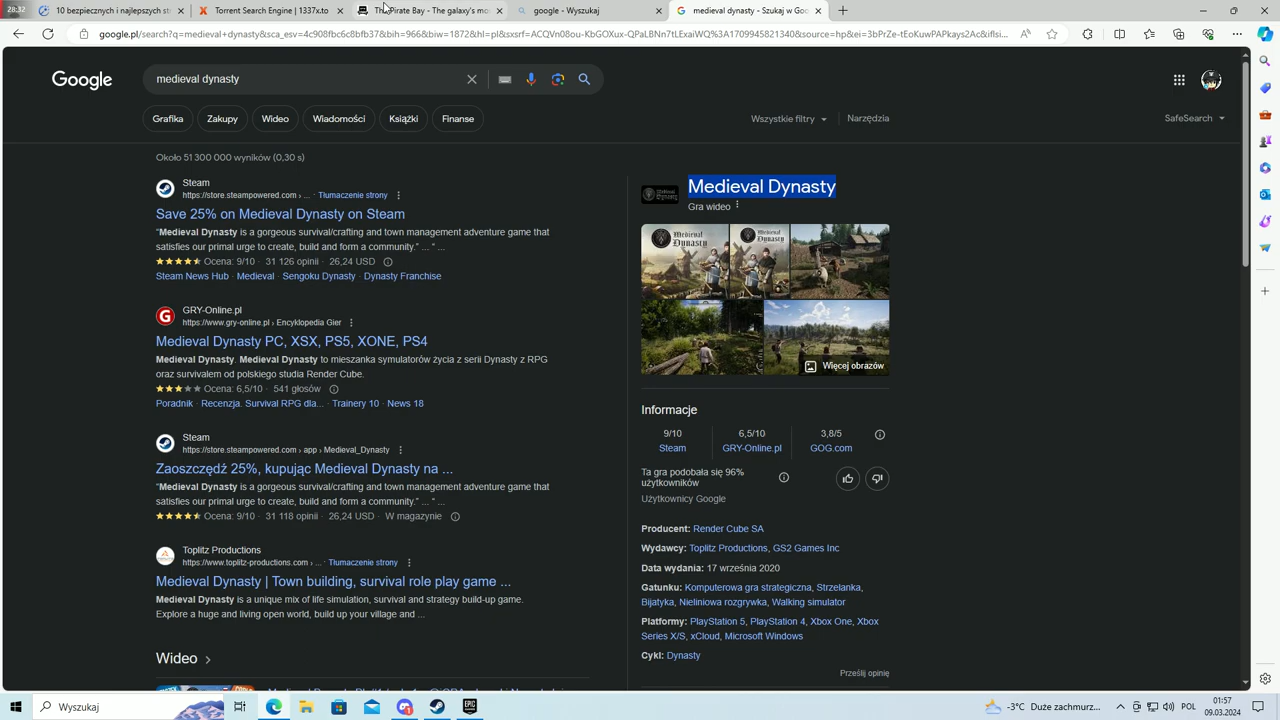 28:32
10 bezpiecznych i najlepszych st
Torrent Search Engine | 1337x.to
The Pirate Bay - The galaxy's mo
google - Wyszukaj
medieval dynasty - Szukaj w Goo
google.pl/search?q=medieval+dynasty&sca_esv=4c908fbc6c8bfb37&bih=966&biw=1872&hl=pl&sxsrf=ACQVn08ou-KbGOXux-QPaLBNn7tLExaiWQ%3A1709945821340&source=hp&ei=3bPrZe-tEoKuwPAPkays2Ac&iflsi...
Google
medieval dynasty
Grafika
Zakupy
Wideo
Wiadomości
Książki
Finanse
Wszystkie filtry
Narzędzia
SafeSearch
Około 51 300 000 wyników (0,30 s)
Steam
https://store.steampowered.com › ... · Tłumaczenie strony
Save 25% on Medieval Dynasty on Steam
"Medieval Dynasty is a gorgeous survival/crafting and town management adventure game that
satisfies our primal urge to create, build and form a community." ... "...
Ocena: 9/10 · 31 126 opinii · 26,24 USD
Steam News Hub · Medieval · Sengoku Dynasty · Dynasty Franchise
GRY-Online.pl
https://www.gry-online.pl › Encyklopedia Gier
Medieval Dynasty PC, XSX, PS5, XONE, PS4
Medieval Dynasty. Medieval Dynasty to mieszanka symulatorów życia z serii Dynasty z RPG
oraz survivalem od polskiego studia Render Cube.
Ocena: 6,5/10 · 541 głosów
Poradnik · Recenzja. Survival RPG dla... · Trainery 10 · News 18
Steam
https://store.steampowered.com › app › Medieval_Dynasty
Zaoszczędź 25%, kupując Medieval Dynasty na ...
"Medieval Dynasty is a gorgeous survival/crafting and town management adventure game that
satisfies our primal urge to create, build and form a community." ... "...
Ocena: 9/10 · 31 118 opinii · 26,24 USD · W magazynie
Toplitz Productions
https://www.toplitz-productions.com › ... · Tłumaczenie strony
Medieval Dynasty | Town building, survival role play game ...
Medieval Dynasty is a unique mix of life simulation, survival and strategy build-up game.
Explore a huge and living open world, build up your village and ...
Wideo
Medieval Dynasty
Gra wideo
MEDIEVAL DYNASTY
MEDIEVAL DYNASTY
Więcej obrazów
Informacje
9/10
Steam
6,5/10
GRY-Online.pl
3,8/5
GOG.com
Ta gra podobała się 96%
użytkowników
Użytkownicy Google
Producent: Render Cube SA
Wydawcy: Toplitz Productions, GS2 Games Inc
Data wydania: 17 września 2020
Gatunku: Komputerowa gra strategiczna, Strzelanka,
Bijatyka, Nieliniowa rozgrywka, Walking simulator
Platformy: PlayStation 5, PlayStation 4, Xbox One, Xbox
Series X/S, xCloud, Microsoft Windows
Cykl: Dynasty
Prześlij opinię
Wyszukaj
-3°C Duże zachmurz...
POL
01:57
09.03.2024